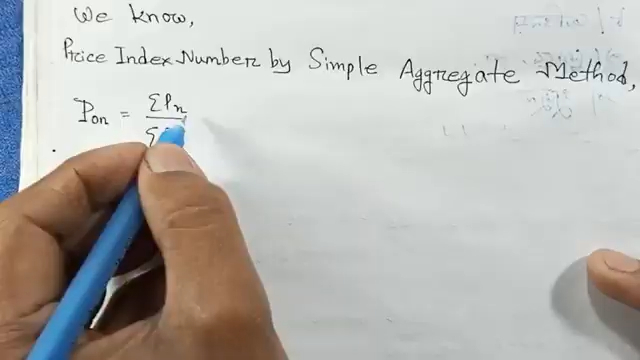 We know,
Price Index Number by Simple Aggregate Method,
P₀ₙ = ΣPₙ / Σ